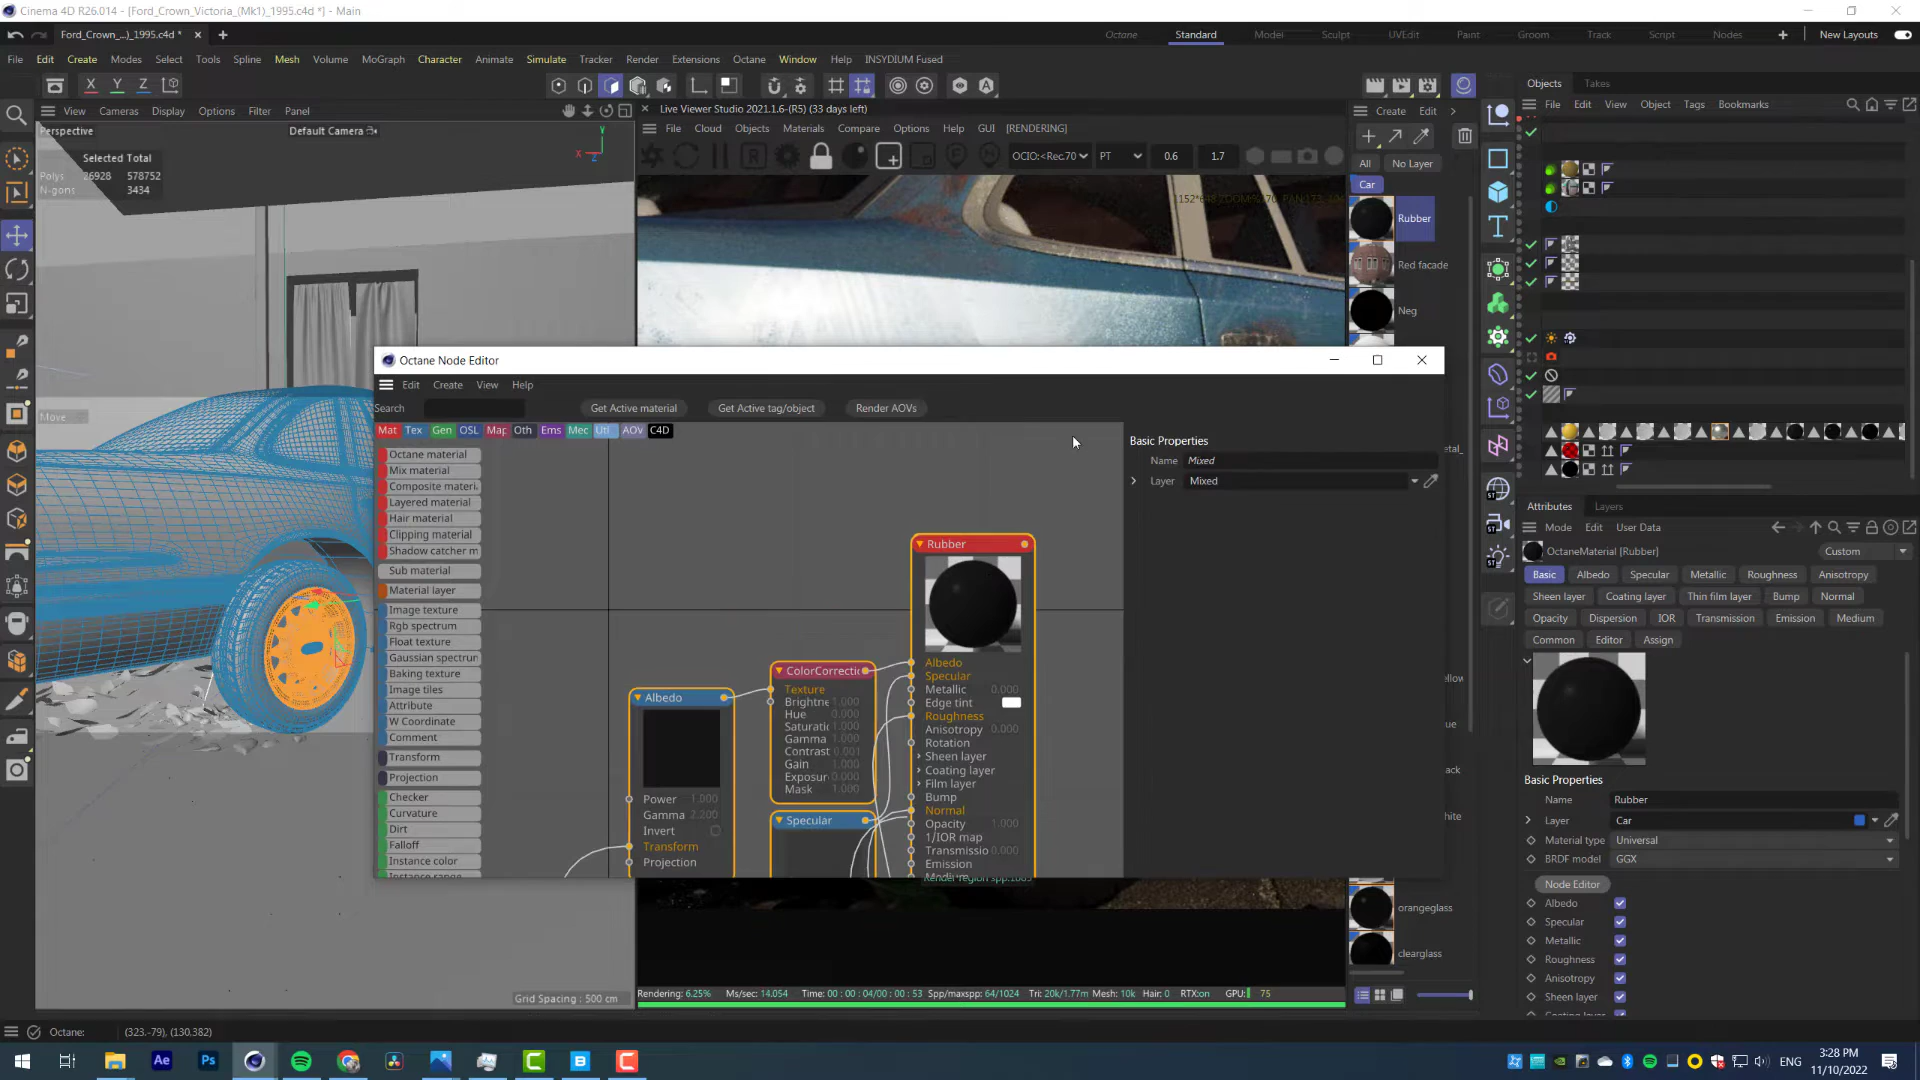 Cinema 4D R26.014 - [Ford_Crown_Victoria_(Mk1)_1995.c4d *] - Main
Ford_Crown_...)_1995.c4d *
Octane Standard Model Sculpt UVEdit Paint Groom Track Script Nodes New Layouts
File Edit Create Modes Select Tools Spline Mesh Volume MoGraph Character Animate Simulate Tracker Render Extensions Octane Window Help INSYDIUM Fused
X Y Z
Objects Takes
File Edit View Object Tags Bookmarks
View Cameras Display Options Filter Panel
Perspective
Default Camera
Selected Total
Polys 26928 578752
N-gons 3434
Move
Grid Spacing : 500 cm
Live Viewer Studio 2021.1.6-(R5) (33 days left)
File Cloud Objects Materials Compare Options Help GUI [RENDERING]
OCIO:<Rec.70 PT 0.6 1.7
Create Edit
All No Layer
Car
Rubber
Red facade
Neg
orangeglass
clearglass
Octane Node Editor
Edit Create View Help
Search
Get Active material Get Active tag/object Render AOVs
Mat Tex Gen OSL Map Oth Ems Mec Uti AOV C4D
Octane material
Mix material
Composite materi
Layered material
Hair material
Clipping material
Shadow catcher m
Sub material
Material layer
Image texture
Rgb spectrum
Float texture
Gaussian spectrun
Baking texture
Image tiles
Attribute
W Coordinate
Comment
Transform
Projection
Checker
Curvature
Dirt
Falloff
Instance color
Instance range
Albedo
Power 1.000
Gamma 2.200
Invert
Transform
Projection
ColorCorrectic
Texture
Brightne 1.000
Hue 0.000
Saturatic 1.000
Gamma 1.000
Contrast 0.001
Gain 1.000
Exposur 0.000
Mask 1.000
Specular
Rubber
Albedo
Specular
Metallic 0.000
Edge tint
Roughness
Anisotropy 0.000
Rotation
Sheen layer
Coating layer
Film layer
Bump
Normal
Opacity 1.000
1/IOR map
Transmissio 0.000
Emission
Basic Properties
Name Mixed
Layer Mixed
Rendering: 6.25% Ms/sec: 14.054 Time: 00 : 00 : 04/00 : 00 : 53 Spp/maxspp: 64/1024 Tri: 20k/1.77m Mesh: 10k Hair: 0 RTX:on GPU: 75
Attributes Layers
Mode Edit User Data
OctaneMaterial [Rubber] Custom
Basic Albedo Specular Metallic Roughness Anisotropy
Sheen layer Coating layer Thin film layer Bump Normal
Opacity Dispersion IOR Transmission Emission Medium
Common Editor Assign
Basic Properties
Name Rubber
Layer Car
Material type Universal
BRDF model GGX
Node Editor
Albedo
Specular
Metallic
Roughness
Anisotropy
Sheen layer
Octane: (323.-79), (130.382)
Ae Ps B C
ENG
3:28 PM
11/10/2022